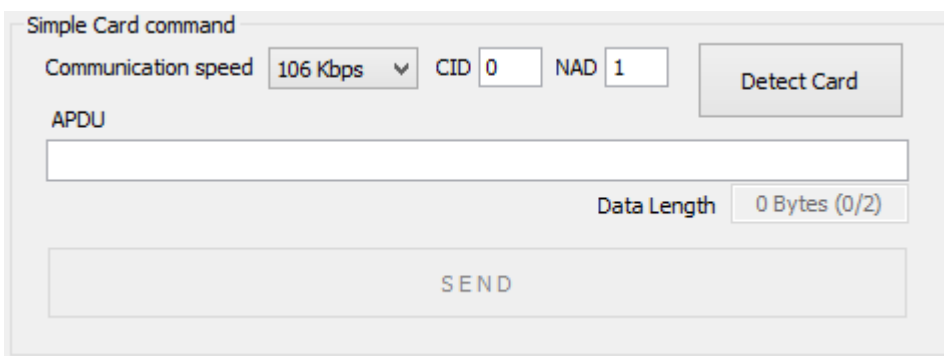 Simple Card command
Communication speed 106 Kbps CID 0 NAD 1 Detect Card
APDU
Data Length 0 Bytes (0/2)
SEND